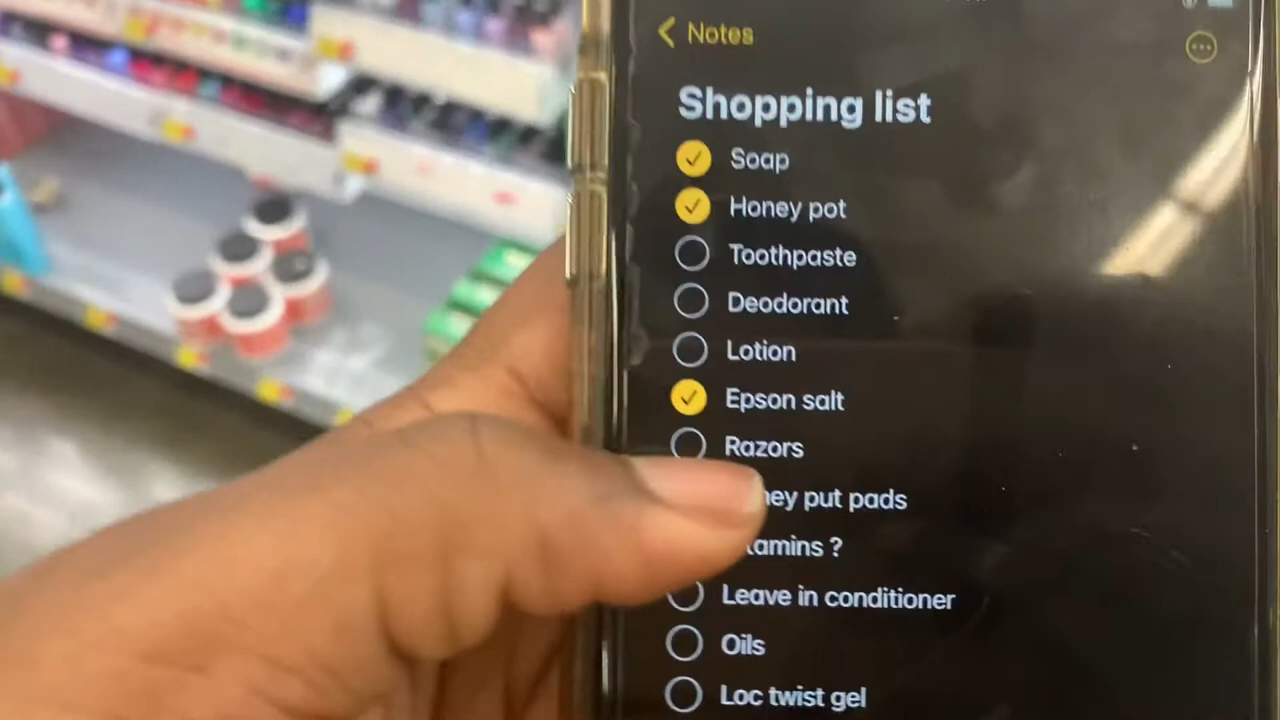 Notes
Shopping list
Soap
Honey pot
Toothpaste
Deodorant
Lotion
Epson salt
Razors
ney put pads
tamins ?
Leave in conditioner
Oils
Loc twist gel